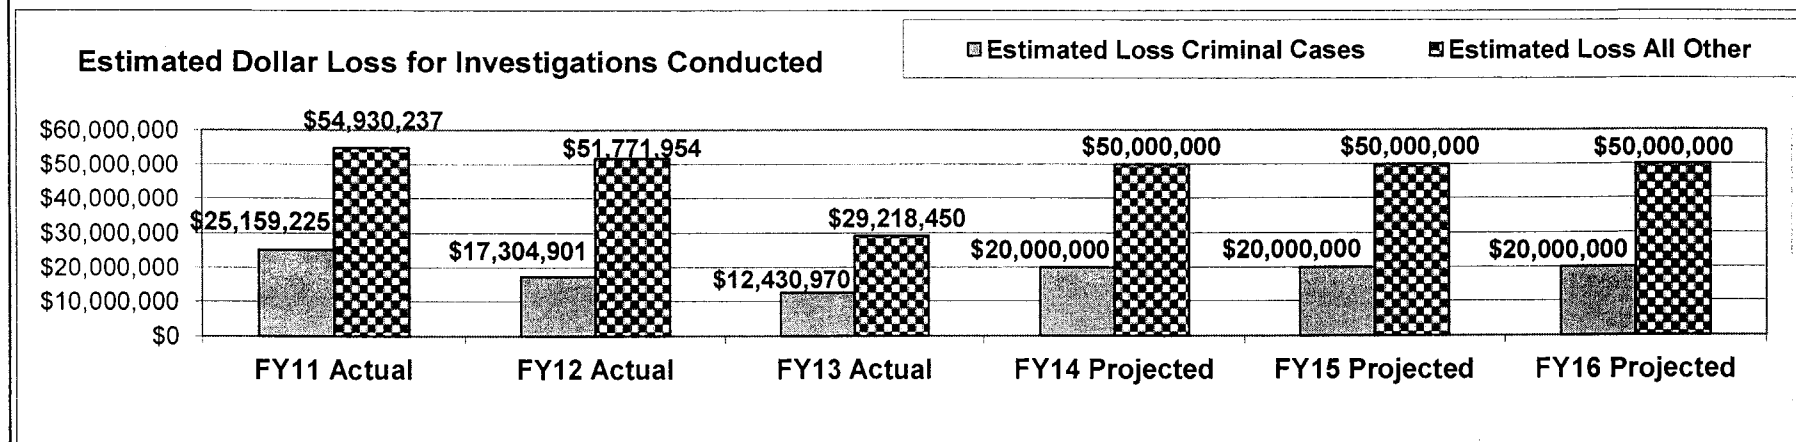 Estimated Dollar Loss for Investigations Conducted
Estimated Loss Criminal Cases
Estimated Loss All Other
$60,000,000
$50,000,000
$40,000,000
$30,000,000
$20,000,000
$10,000,000
$0
$25,159,225
$54,930,237
$17,304,901
$51,771,954
$12,430,970
$29,218,450
$20,000,000
$50,000,000
$20,000,000
$50,000,000
$20,000,000
$50,000,000
FY11 Actual
FY12 Actual
FY13 Actual
FY14 Projected
FY15 Projected
FY16 Projected